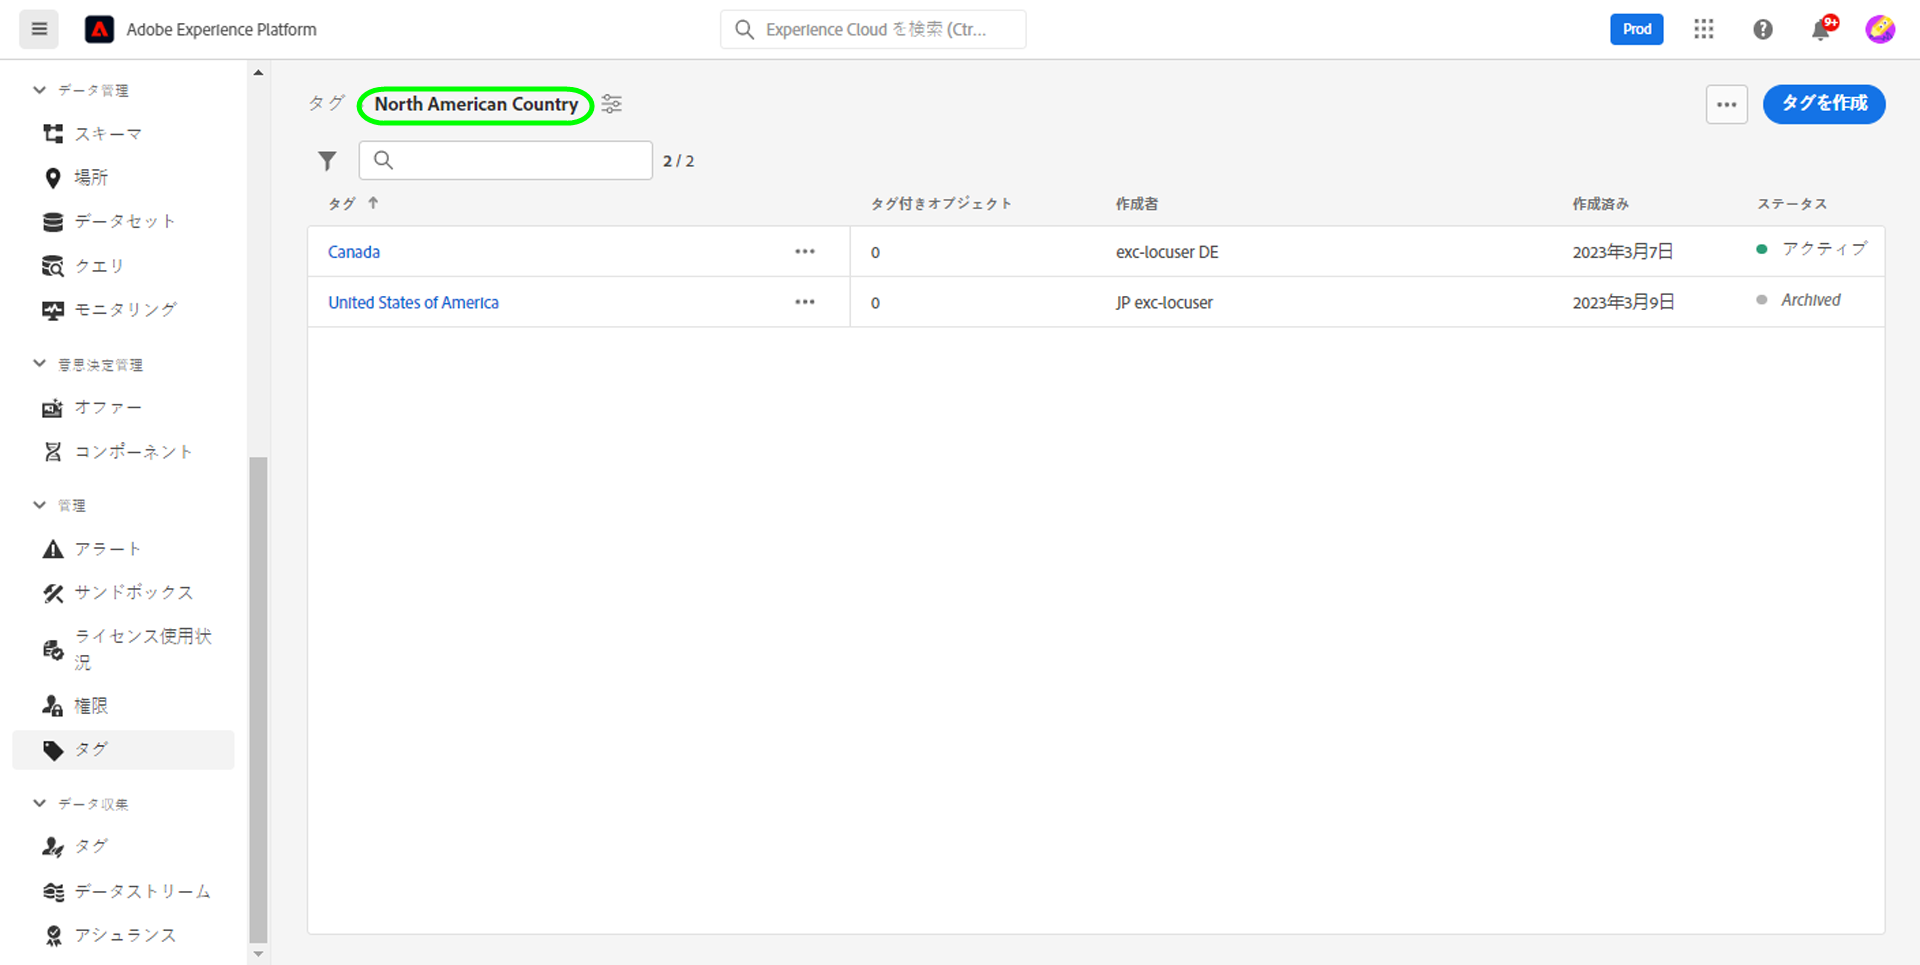 Adobe Experience Platform
Experience Cloud を検索 (Ctr...
Prod
9+
データ管理
スキーマ
場所
データセット
クエリ
モニタリング
意思決定管理
オファー
コンポーネント
管理
アラート
サンドボックス
ライセンス使用状
況
権限
タグ
データ収集
タグ
データストリーム
アシュランス
タグ North American Country
タグを作成
2 / 2
タグ タグ付きオブジェクト 作成者 作成済み ステータス
Canada 0 exc-locuser DE 2023年3月7日 アクティブ
United States of America 0 JP exc-locuser 2023年3月9日 Archived